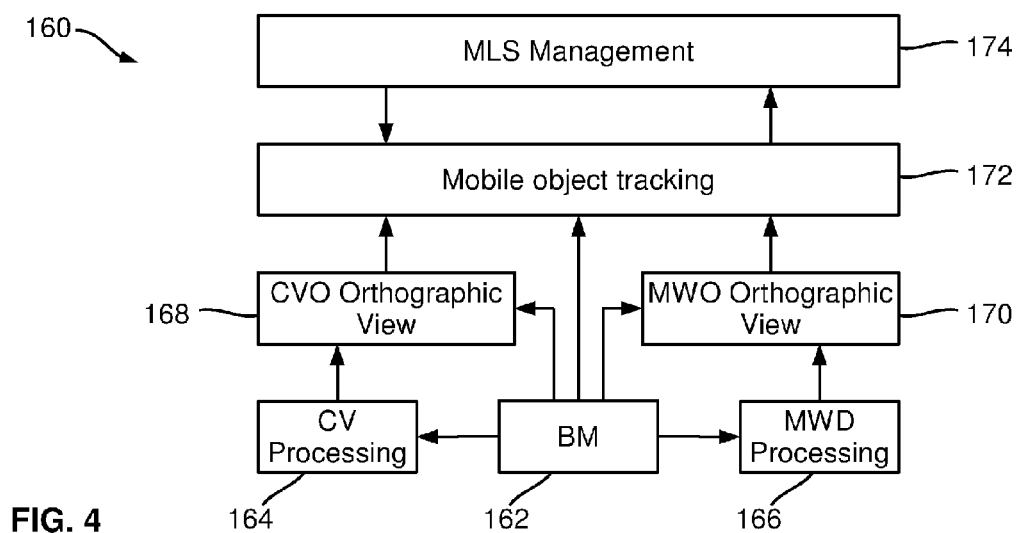 160
MLS Management
174
Mobile object tracking
172
168
CVO Orthographic
View
MWO Orthographic
View
170
CV
Processing
BM
MWD
Processing
164
162
166
FIG. 4